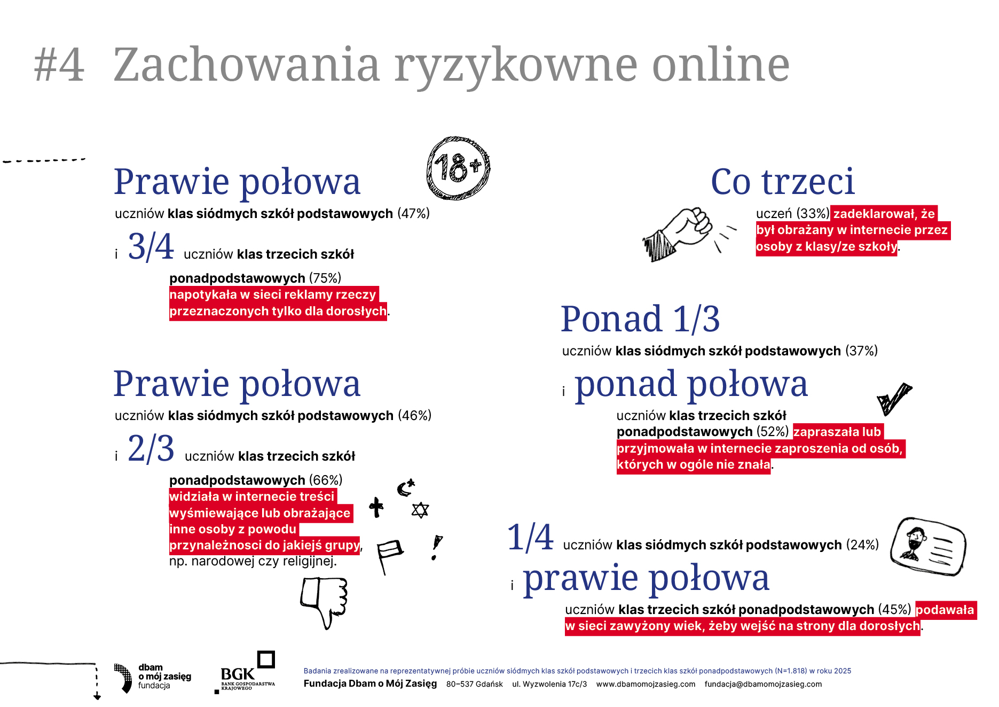 #4 Zachowania ryzykowne online
18+
Prawie połowa
uczniów klas siódmych szkół podstawowych (47%)
i 3/4 uczniów klas trzecich szkół
ponadpodstawowych (75%)
napotykała w sieci reklamy rzeczy
przeznaczonych tylko dla dorosłych.
Prawie połowa
uczniów klas siódmych szkół podstawowych (46%)
i 2/3 uczniów klas trzecich szkół
ponadpodstawowych (66%)
widziała w internecie treści
wyśmiewające lub obrażające
inne osoby z powodu
przynależnosci do jakiejś grupy,
np. narodowej czy religijnej.
Co trzeci
uczeń (33%) zadeklarował, że
był obrażany w internecie przez
osoby z klasy/ze szkoły.
Ponad 1/3
uczniów klas siódmych szkół podstawowych (37%)
i ponad połowa
uczniów klas trzecich szkół
ponadpodstawowych (52%) zapraszała lub
przyjmowała w internecie zaproszenia od osób,
których w ogóle nie znała.
1/4 uczniów klas siódmych szkół podstawowych (24%)
i prawie połowa
uczniów klas trzecich szkół ponadpodstawowych (45%) podawała
w sieci zawyżony wiek, żeby wejść na strony dla dorosłych.
dbam
o mój zasięg
fundacja
BGK
BANK GOSPODARSTWA
KRAJOWEGO
Badania zrealizowane na reprezentatywnej próbie uczniów siódmych klas szkół podstawowych i trzecich klas szkół ponadpodstawowych (N=1.818) w roku 2025
Fundacja Dbam o Mój Zasięg 80–537 Gdańsk ul. Wyzwolenia 17c/3 www.dbamomojzasieg.com fundacja@dbamomojzasieg.com